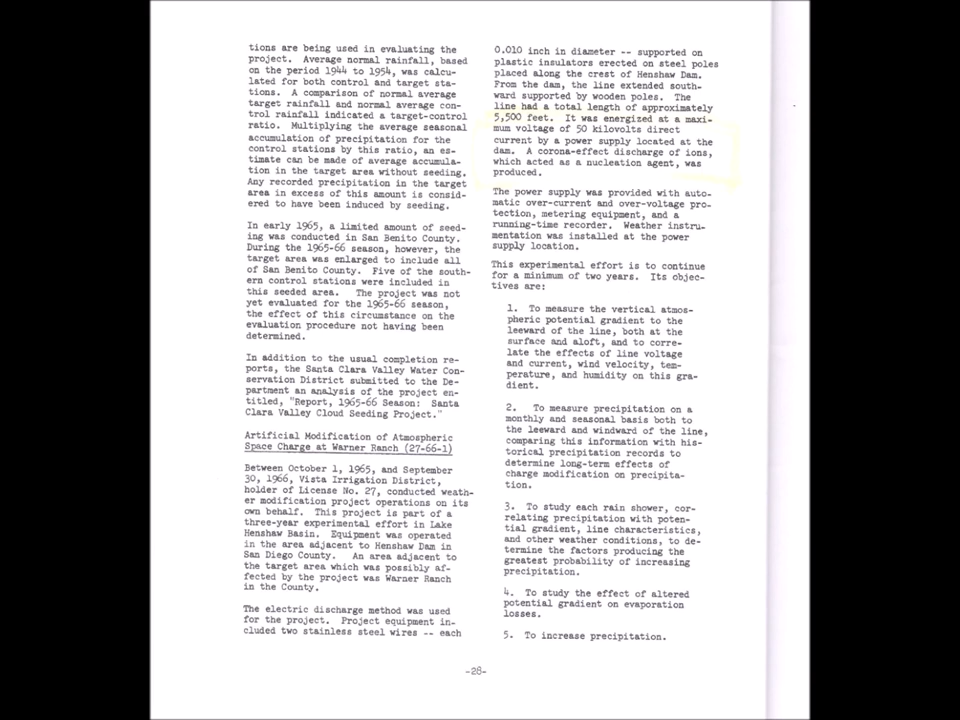 tions are being used in evaluating the
project. Average normal rainfall, based
on the period 1944 to 1954, was calcu-
lated for both control and target sta-
tions. A comparison of normal average
target rainfall and normal average con-
trol rainfall indicated a target-control
ratio. Multiplying the average seasonal
accumulation of precipitation for the
control stations by this ratio, an es-
timate can be made of average accumula-
tion in the target area without seeding.
Any recorded precipitation in the target
area in excess of this amount is consid-
ered to have been induced by seeding.
In early 1965, a limited amount of seed-
ing was conducted in San Benito County.
During the 1965-66 season, however, the
target area was enlarged to include all
of San Benito County. Five of the south-
ern control stations were included in
this seeded area. The project was not
yet evaluated for the 1965-66 season,
the effect of this circumstance on the
evaluation procedure not having been
determined.
In addition to the usual completion re-
ports, the Santa Clara Valley Water Con-
servation District submitted to the De-
partment an analysis of the project en-
titled, "Report, 1965-66 Season: Santa
Clara Valley Cloud Seeding Project."
Artificial Modification of Atmospheric
Space Charge at Warner Ranch (27-66-1)
Between October 1, 1965, and September
30, 1966, Vista Irrigation District,
holder of License No. 27, conducted weath-
er modification project operations on its
own behalf. This project is part of a
three-year experimental effort in Lake
Henshaw Basin. Equipment was operated
in the area adjacent to Henshaw Dam in
San Diego County. An area adjacent to
the target area which was possibly af-
fected by the project was Warner Ranch
in the County.
The electric discharge method was used
for the project. Project equipment in-
cluded two stainless steel wires -- each
0.010 inch in diameter -- supported on
plastic insulators erected on steel poles
placed along the crest of Henshaw Dam.
From the dam, the line extended south-
ward supported by wooden poles. The
line had a total length of approximately
5,500 feet. It was energized at a maxi-
mum voltage of 50 kilovolts direct
current by a power supply located at the
dam. A corona-effect discharge of ions,
which acted as a nucleation agent, was
produced.
The power supply was provided with auto-
matic over-current and over-voltage pro-
tection, metering equipment, and a
running-time recorder. Weather instru-
mentation was installed at the power
supply location.
This experimental effort is to continue
for a minimum of two years. Its objec-
tives are:
1. To measure the vertical atmos-
pheric potential gradient to the
leeward of the line, both at the
surface and aloft, and to corre-
late the effects of line voltage
and current, wind velocity, tem-
perature, and humidity on this gra-
dient.
2. To measure precipitation on a
monthly and seasonal basis both to
the leeward and windward of the line,
comparing this information with his-
torical precipitation records to
determine long-term effects of
charge modification on precipita-
tion.
3. To study each rain shower, cor-
relating precipitation with poten-
tial gradient, line characteristics,
and other weather conditions, to de-
termine the factors producing the
greatest probability of increasing
precipitation.
4. To study the effect of altered
potential gradient on evaporation
losses.
5. To increase precipitation.
-28-